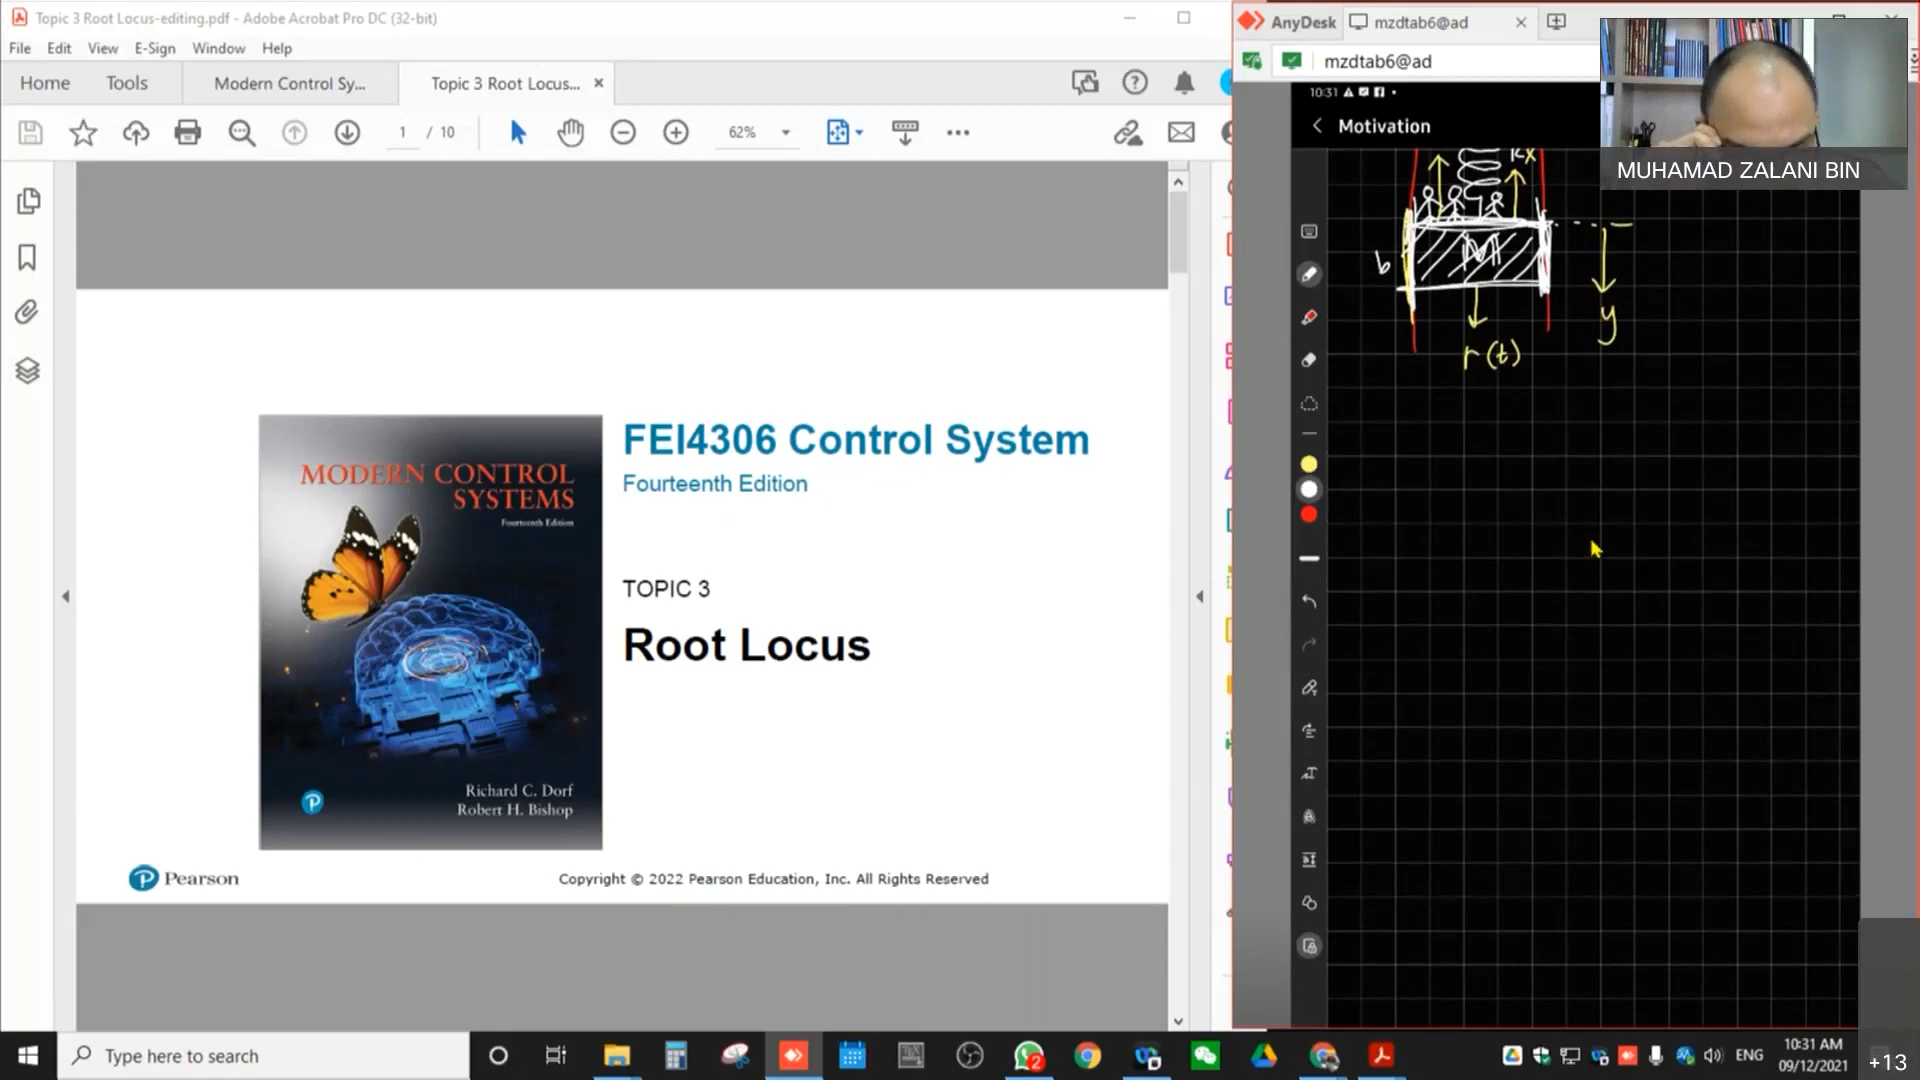 Topic 3 Root Locus-editing.pdf - Adobe Acrobat Pro DC (32-bit)
File Edit View E-Sign Window Help
Home Tools Modern Control Sy... Topic 3 Root Locus...
1 / 10 62%
FEI4306 Control System
Fourteenth Edition
TOPIC 3
Root Locus
MODERN CONTROL
SYSTEMS
Fourteenth Edition
Richard C. Dorf
Robert H. Bishop
Pearson
Copyright © 2022 Pearson Education, Inc. All Rights Reserved
AnyDesk mzdtab6@ad
mzdtab6@ad
10:31
Motivation
MUHAMAD ZALANI BIN
kx
M
b
y
r(t)
Type here to search
2
ENG
10:31 AM
09/12/2021
+13